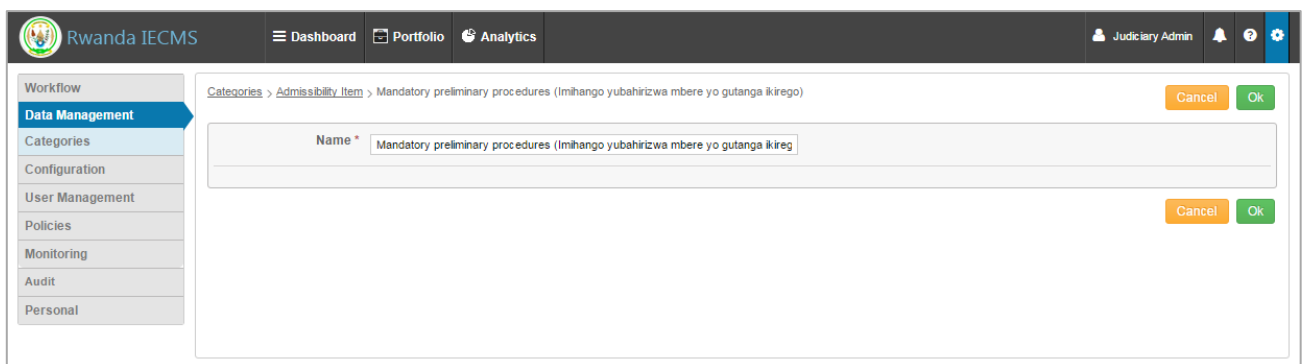 Rwanda IECMS
Dashboard Portfolio Analytics
Judiciary Admin
Workflow
Data Management
Categories
Configuration
User Management
Policies
Monitoring
Audit
Personal
Categories > Admissibility Item > Mandatory preliminary procedures (Imihango yubahirizwa mbere yo gutanga ikirego)
Cancel Ok
Name * Mandatory preliminary procedures (Imihango yubahirizwa mbere yo gutanga ikireg
Cancel Ok